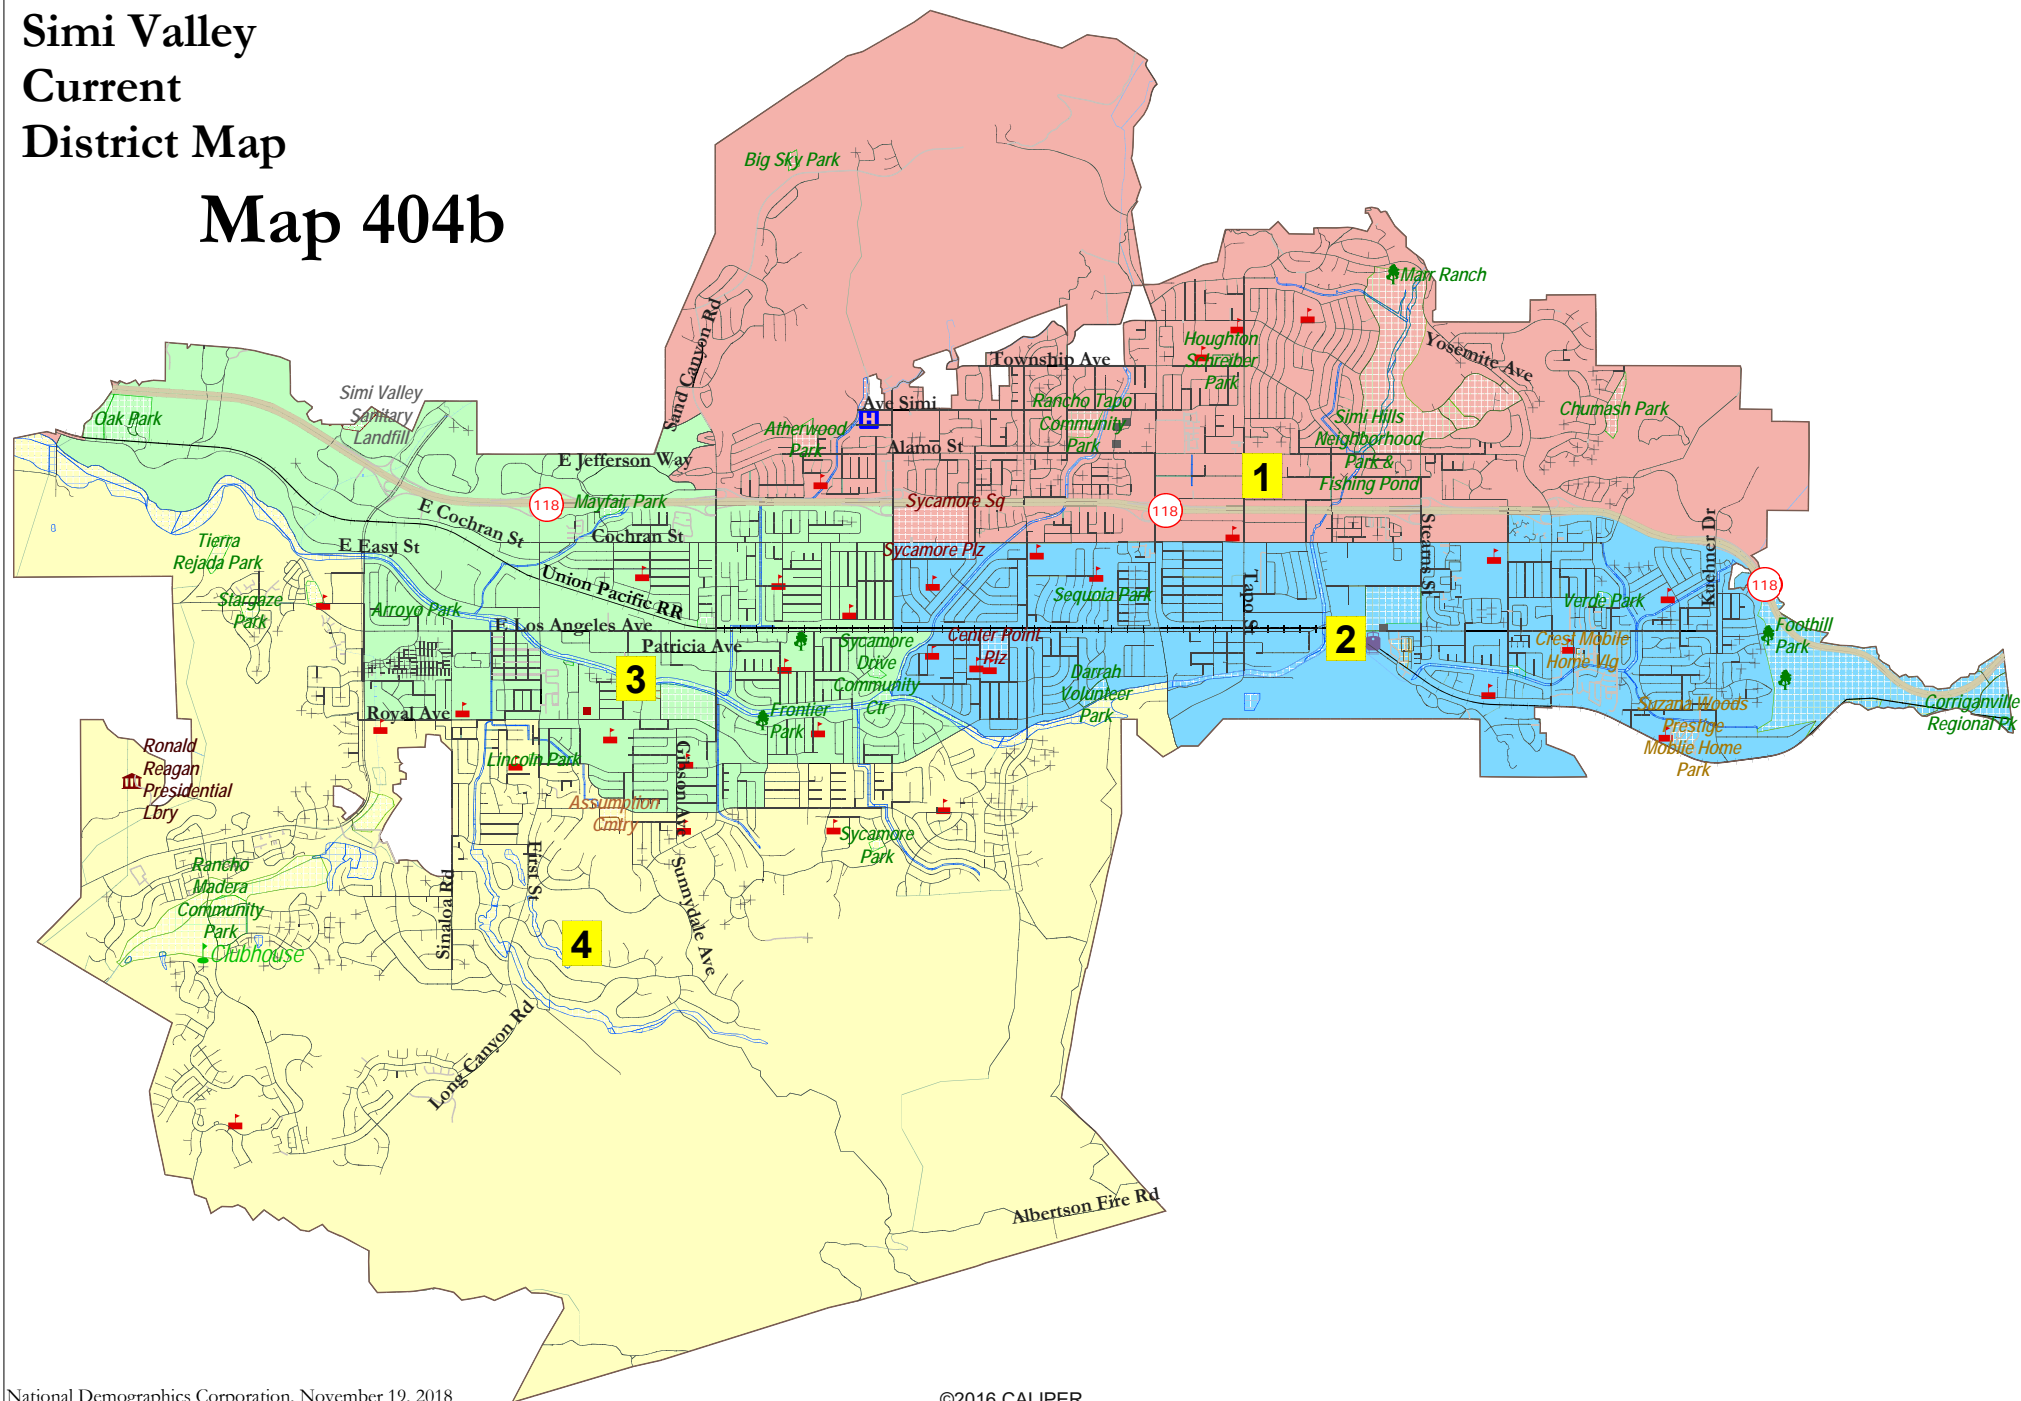 Simi Valley
Current
District Map
Map 404b
Big Sky Park
Marr Ranch
Sand Canyon Rd
Houghton
Schreiber
Park
Yosemite Ave
Township Ave
Simi Valley
Sanitary
Landfill
Oak Park
Ave Simi
Rancho Tapo
Community
Park
Chumash Park
Simi Hills
Neighborhood
Park &
Fishing Pond
Atherwood
Park
Alamo St
E Jefferson Way
1
118
Mayfair Park
Sycamore Sq
118
E Cochran St
Cochran St
Stearns St
Kuehner Dr
Tierra
Rejada Park
E Easy St
Sycamore Plz
Union Pacific RR
Tapo St
118
Stargaze
Park
Arroyo Park
Sequoia Park
Verde Park
E Los Angeles Ave
Patricia Ave
Sycamore
Drive
Community
Ctr
Center Point
Plz
2
Crest Mobile
Home Vlg
Foothill
Park
3
Darrah
Volunteer
Park
Royal Ave
Frontier
Park
Suzana Woods
Prestige
Moblie Home
Park
Corriganville
Regional Pk
Ronald
Reagan
Presidential
Lbry
Lincoln Park
Gibson Ave
Assumption
Cmtry
Sycamore
Park
Rancho
Madera
Community
Park
Clubhouse
Sinaloa Rd
First St
Sunnydale Ave
4
Long Canyon Rd
Albertson Fire Rd
National Demographics Corporation, November 19, 2018
©2016 CALIPER